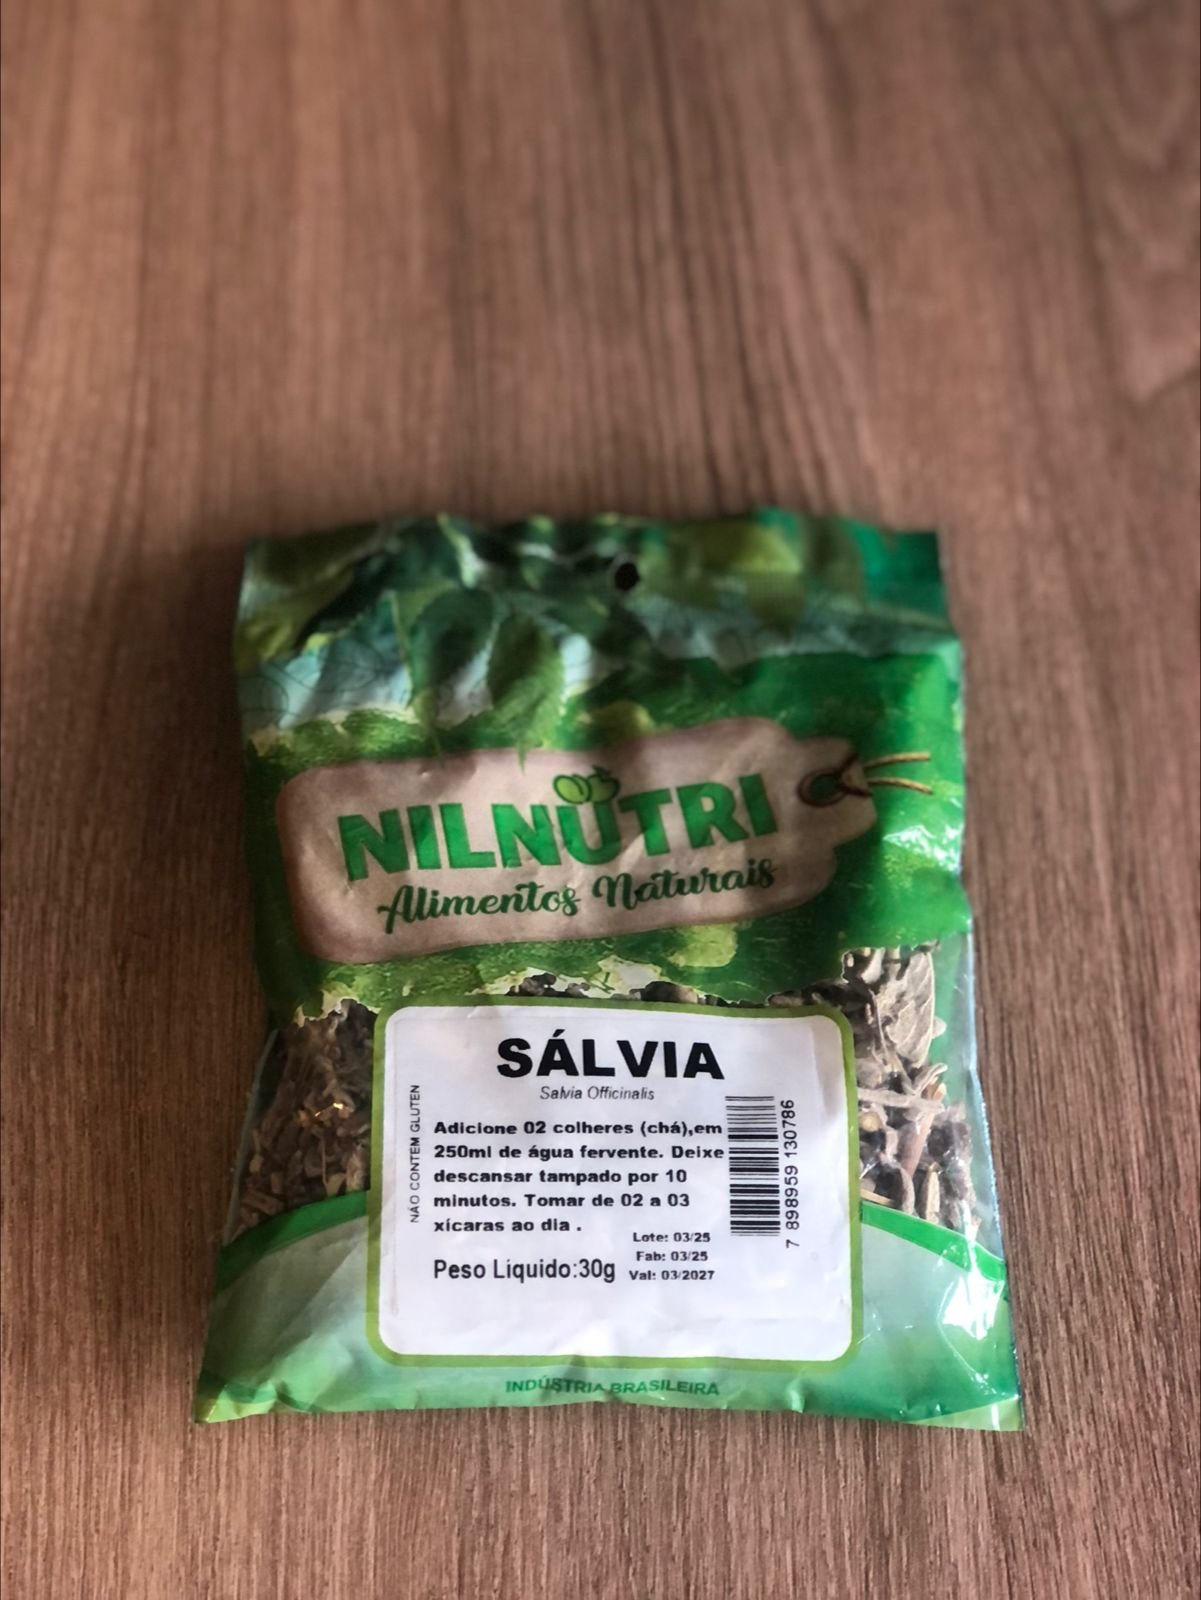 NILNUTRI
Alimentos Naturais
SÁLVIA
Salvia Officinalis
NÃO CONTEM GLUTEN
Adicione 02 colheres (chá),em
250ml de água fervente. Deixe
descansar tampado por 10
minutos. Tomar de 02 a 03
xícaras ao dia .
Lote: 03/25
Fab: 03/25
Peso Líquido:30g
Val: 03/2027
7 898959 130786
INDÚSTRIA BRASILEIRA